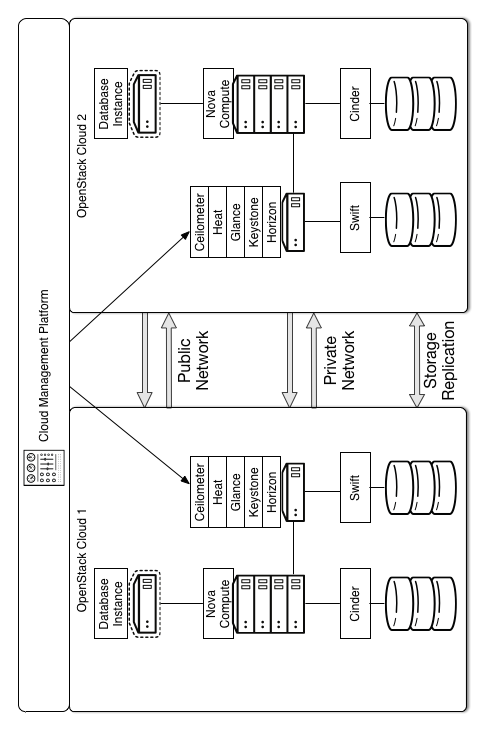 Cloud Management Platform
OpenStack Cloud 1
Database
Instance
Nova
Compute
Cinder
Ceilometer
Heat
Glance
Keystone
Horizon
Swift
Public
Network
Private
Network
Storage
Replication
OpenStack Cloud 2
Ceilometer
Heat
Glance
Keystone
Horizon
Swift
Database
Instance
Nova
Compute
Cinder